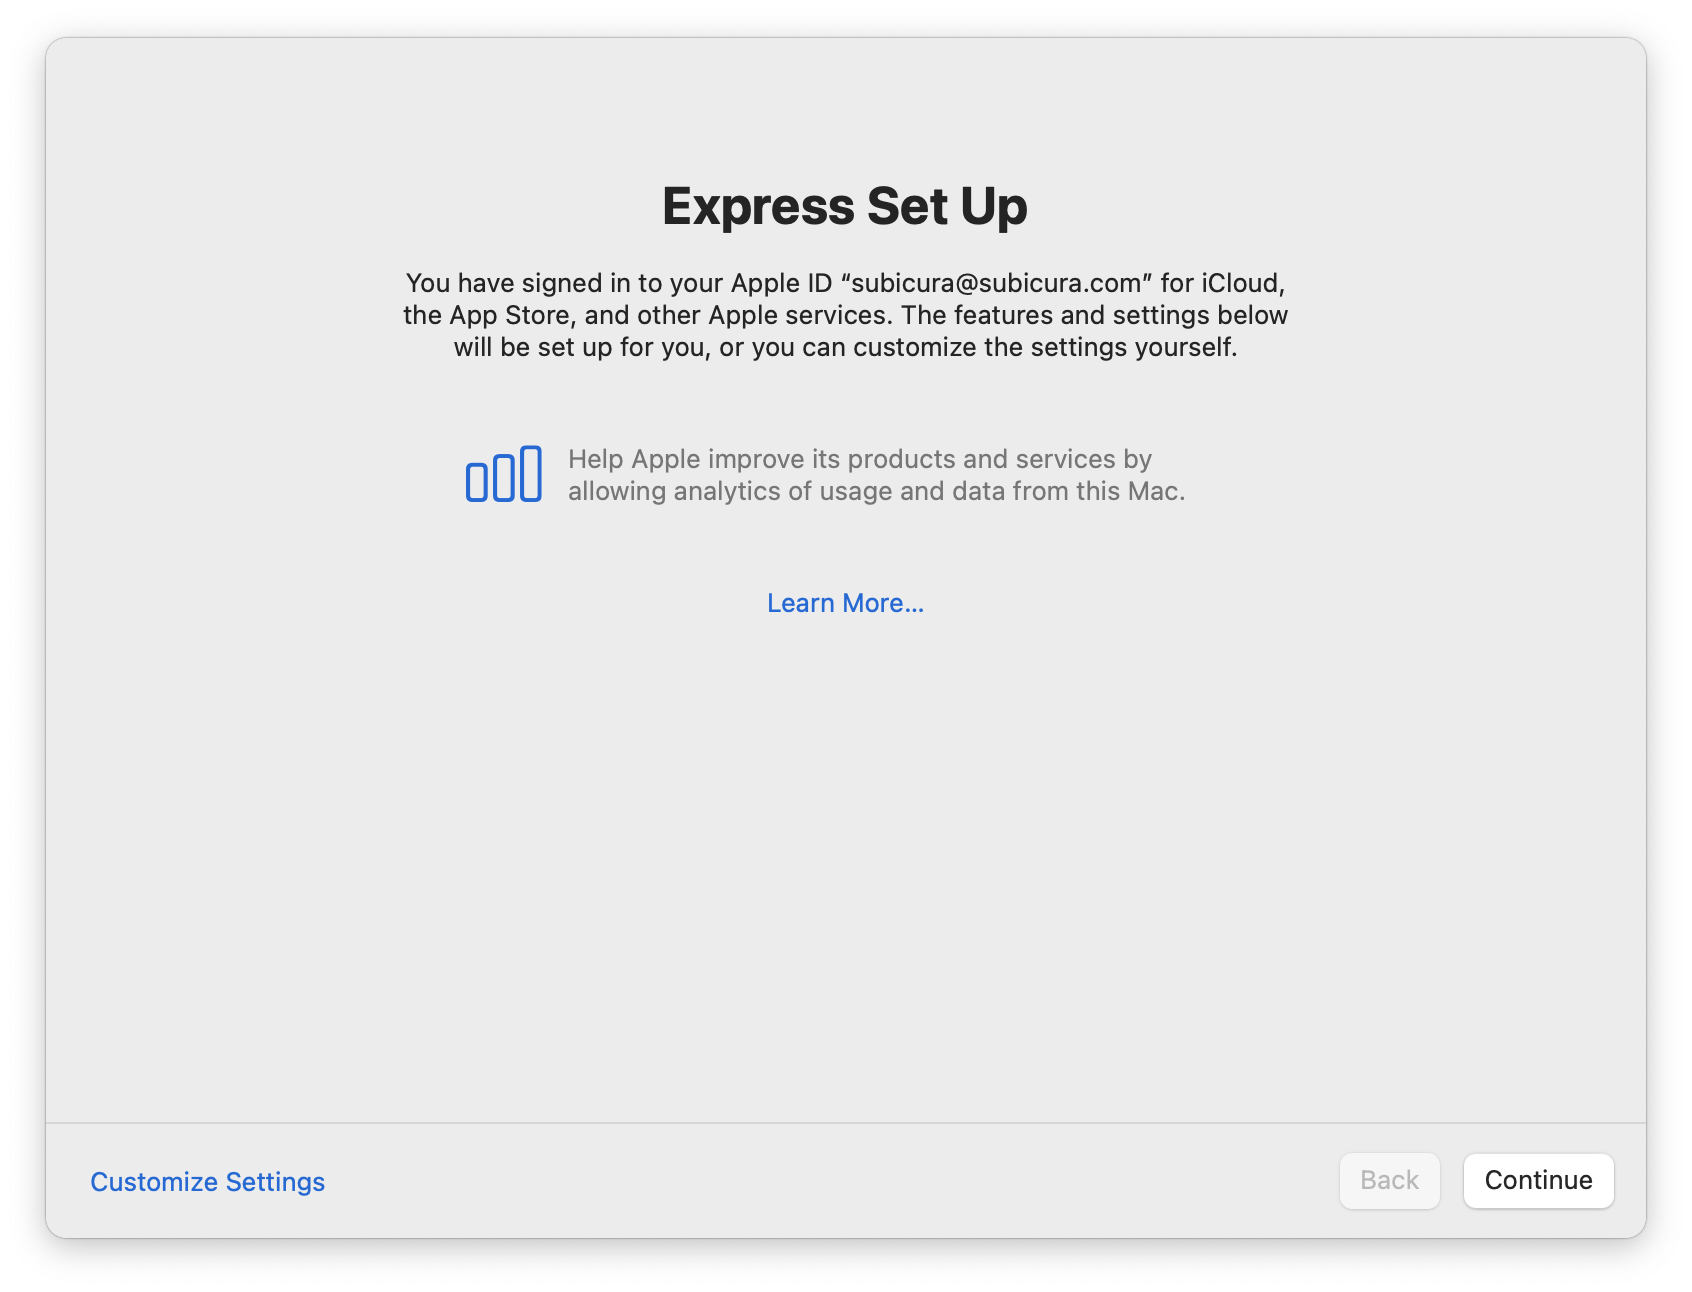 Express Set Up
You have signed in to your Apple ID “subicura@subicura.com” for iCloud,
the App Store, and other Apple services. The features and settings below
will be set up for you, or you can customize the settings yourself.
Help Apple improve its products and services by
allowing analytics of usage and data from this Mac.
Learn More...
Customize Settings
Back
Continue